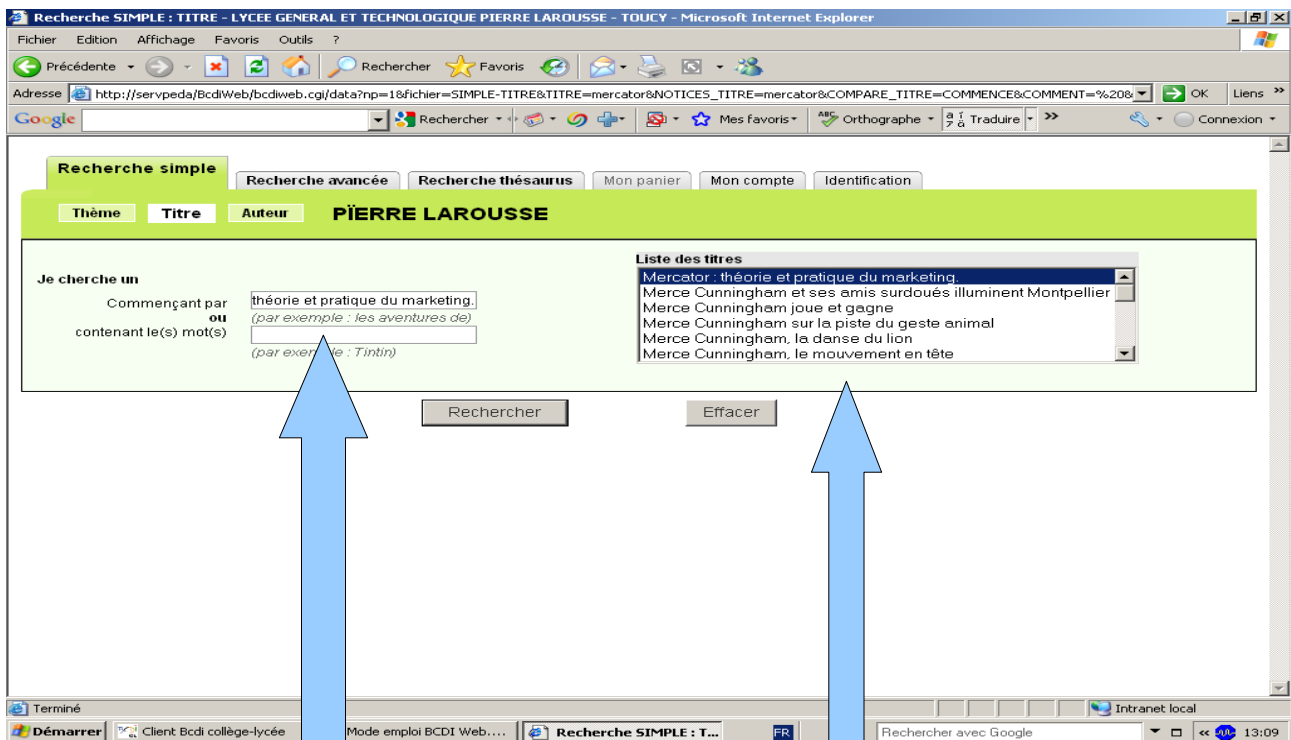 Recherche SIMPLE : TITRE - LYCEE GENERAL ET TECHNOLOGIQUE PIERRE LAROUSSE - TOUCY - Microsoft Internet Explorer
Fichier Edition Affichage Favoris Outils ?
Précédente Rechercher Favoris
Adresse http://servpeda/BcdiWeb/bcdiweb.cgi/data?np=1&fichier=SIMPLE-TITRE&TITRE=mercator&NOTICES_TITRE=mercator&COMPARE_TITRE=COMMENCE&COMMENT=%20& OK Liens »
Google Rechercher Mes favoris Orthographe Traduire » Connexion
Recherche simple Recherche avancée Recherche thésaurus Mon panier Mon compte Identification
Thème Titre Auteur PÏERRE LAROUSSE
Liste des titres
Je cherche un
Commençant par théorie et pratique du marketing.
ou (par exemple : les aventures de)
contenant le(s) mot(s)
(par exemple : Tintin)
Mercator : théorie et pratique du marketing.
Merce Cunningham et ses amis surdoués illuminent Montpellier
Merce Cunningham joue et gagne
Merce Cunningham sur la piste du geste animal
Merce Cunningham, la danse du lion
Merce Cunningham, le mouvement en tête
Rechercher Effacer
Terminé Intranet local
Démarrer Client Bcdi collège-lycée Mode emploi BCDI Web.... Recherche SIMPLE : T... FR Rechercher avec Google « 13:09